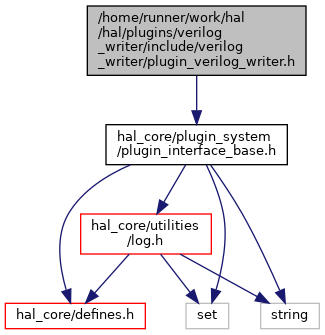 /home/runner/work/hal
/hal/plugins/verilog
_writer/include/verilog
_writer/plugin_verilog_writer.h
hal_core/plugin_system
/plugin_interface_base.h
hal_core/utilities
/log.h
hal_core/defines.h
set
string